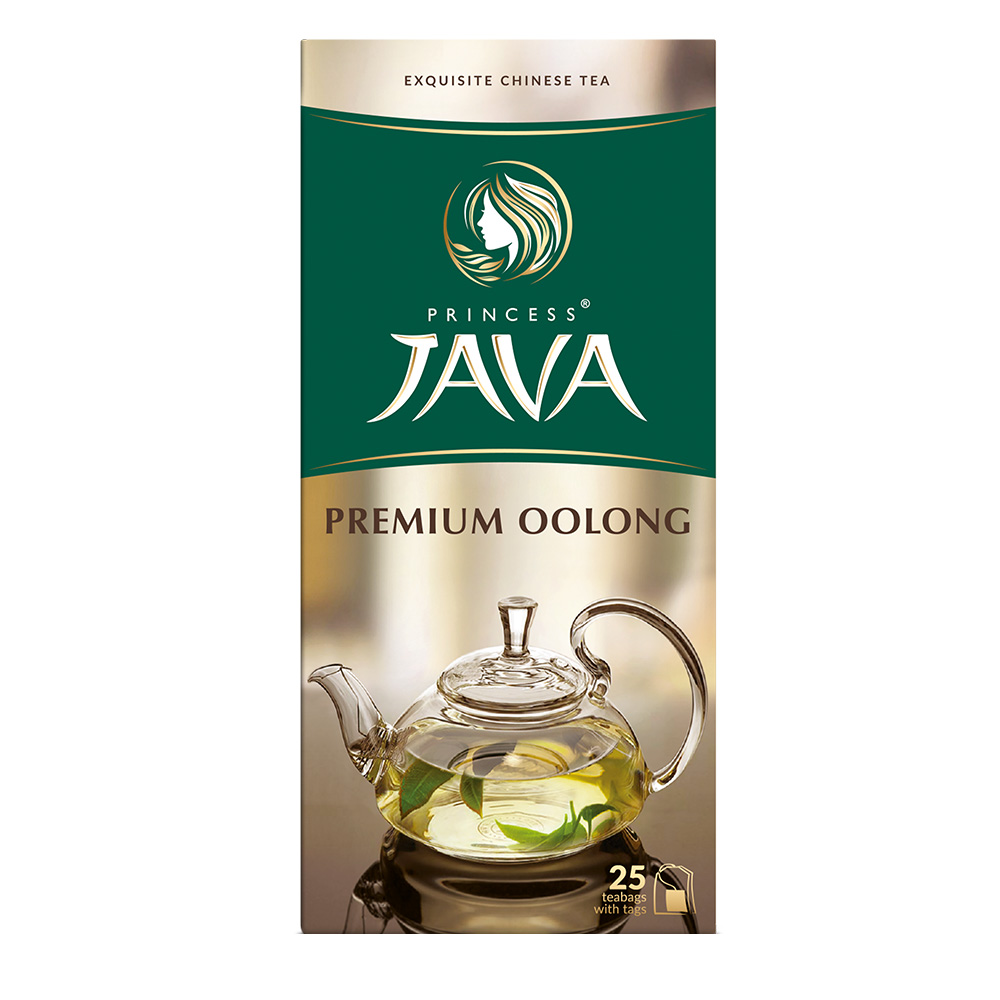 EXQUISITE CHINESE TEA
PRINCESS®
JAVA
PREMIUM OOLONG
25
teabags
with tags